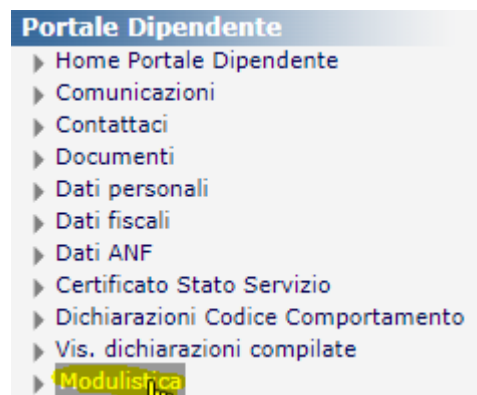 Portale Dipendente
Home Portale Dipendente
Comunicazioni
Contattaci
Documenti
Dati personali
Dati fiscali
Dati ANF
Certificato Stato Servizio
Dichiarazioni Codice Comportamento
Vis. dichiarazioni compilate
Modulistica